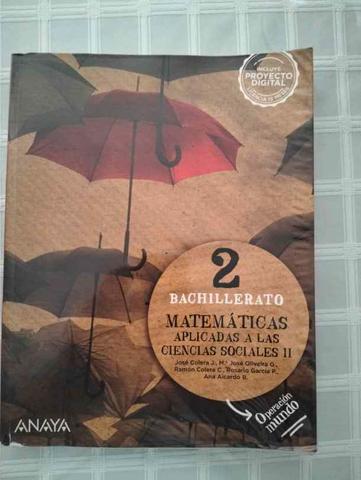 INCLUYE
PROYECTO
DIGITAL
2
BACHILLERATO
MATEMÁTICAS
APLICADAS A LAS
CIENCIAS SOCIALES II
José Colera J., M.ª José Oliveira G.,
Ramón Colera C., Rosario García P.,
Ana Aicardo R.
Operación
mundo
ANAYA